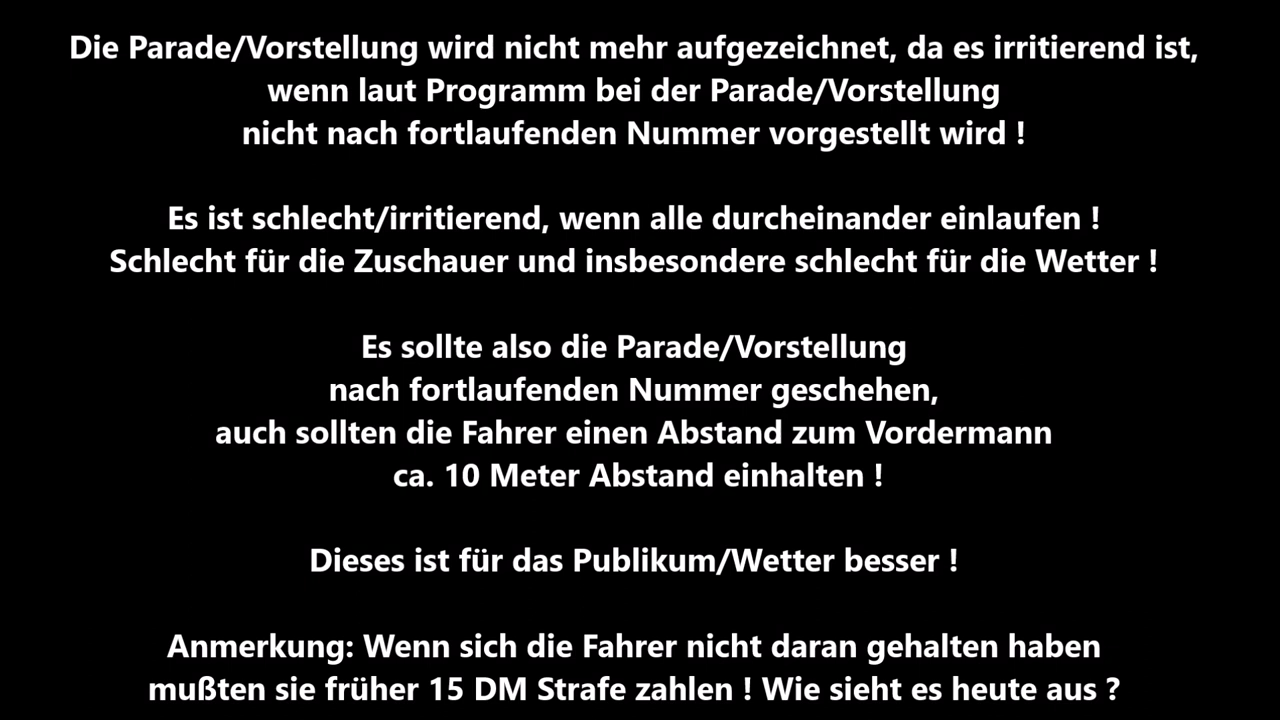 Die Parade/Vorstellung wird nicht mehr aufgezeichnet, da es irritierend ist,
wenn laut Programm bei der Parade/Vorstellung
nicht nach fortlaufenden Nummer vorgestellt wird !
Es ist schlecht/irritierend, wenn alle durcheinander einlaufen !
Schlecht für die Zuschauer und insbesondere schlecht für die Wetter !
Es sollte also die Parade/Vorstellung
nach fortlaufenden Nummer geschehen,
auch sollten die Fahrer einen Abstand zum Vordermann
ca. 10 Meter Abstand einhalten !
Dieses ist für das Publikum/Wetter besser !
Anmerkung: Wenn sich die Fahrer nicht daran gehalten haben
mußten sie früher 15 DM Strafe zahlen ! Wie sieht es heute aus ?